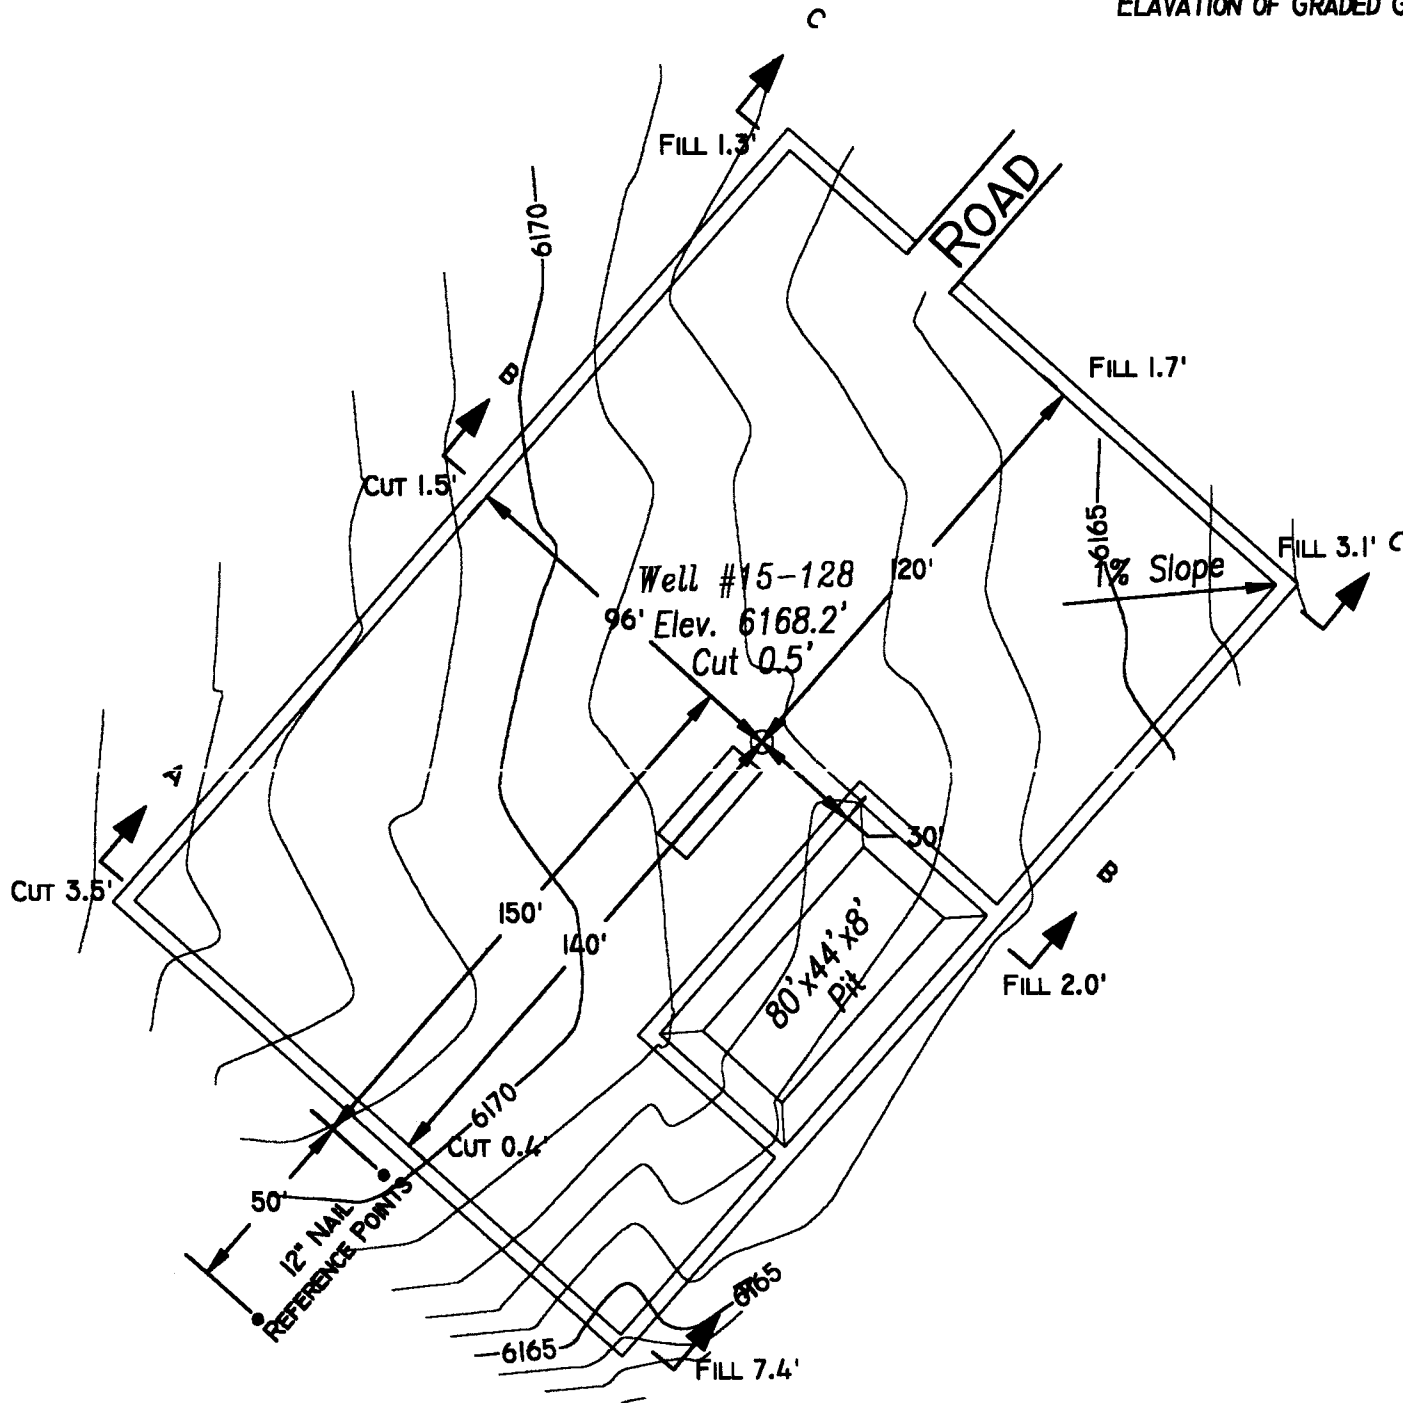 ELAVATION OF GRADED G
C
FILL 1.3'
ROAD
6170
FILL 1.7'
B
CUT 1.5'
6165
FILL 3.1' C
1% Slope
Well #15-128
120'
96' Elev. 6168.2'
Cut 0.5'
A
30'
CUT 3.5'
B
150'
140'
80'x44'x8'
Pit
FILL 2.0'
6170
CUT 0.4'
50'
12" NAIL
REFERENCE POINTS
A
6165
6165
FILL 7.4'